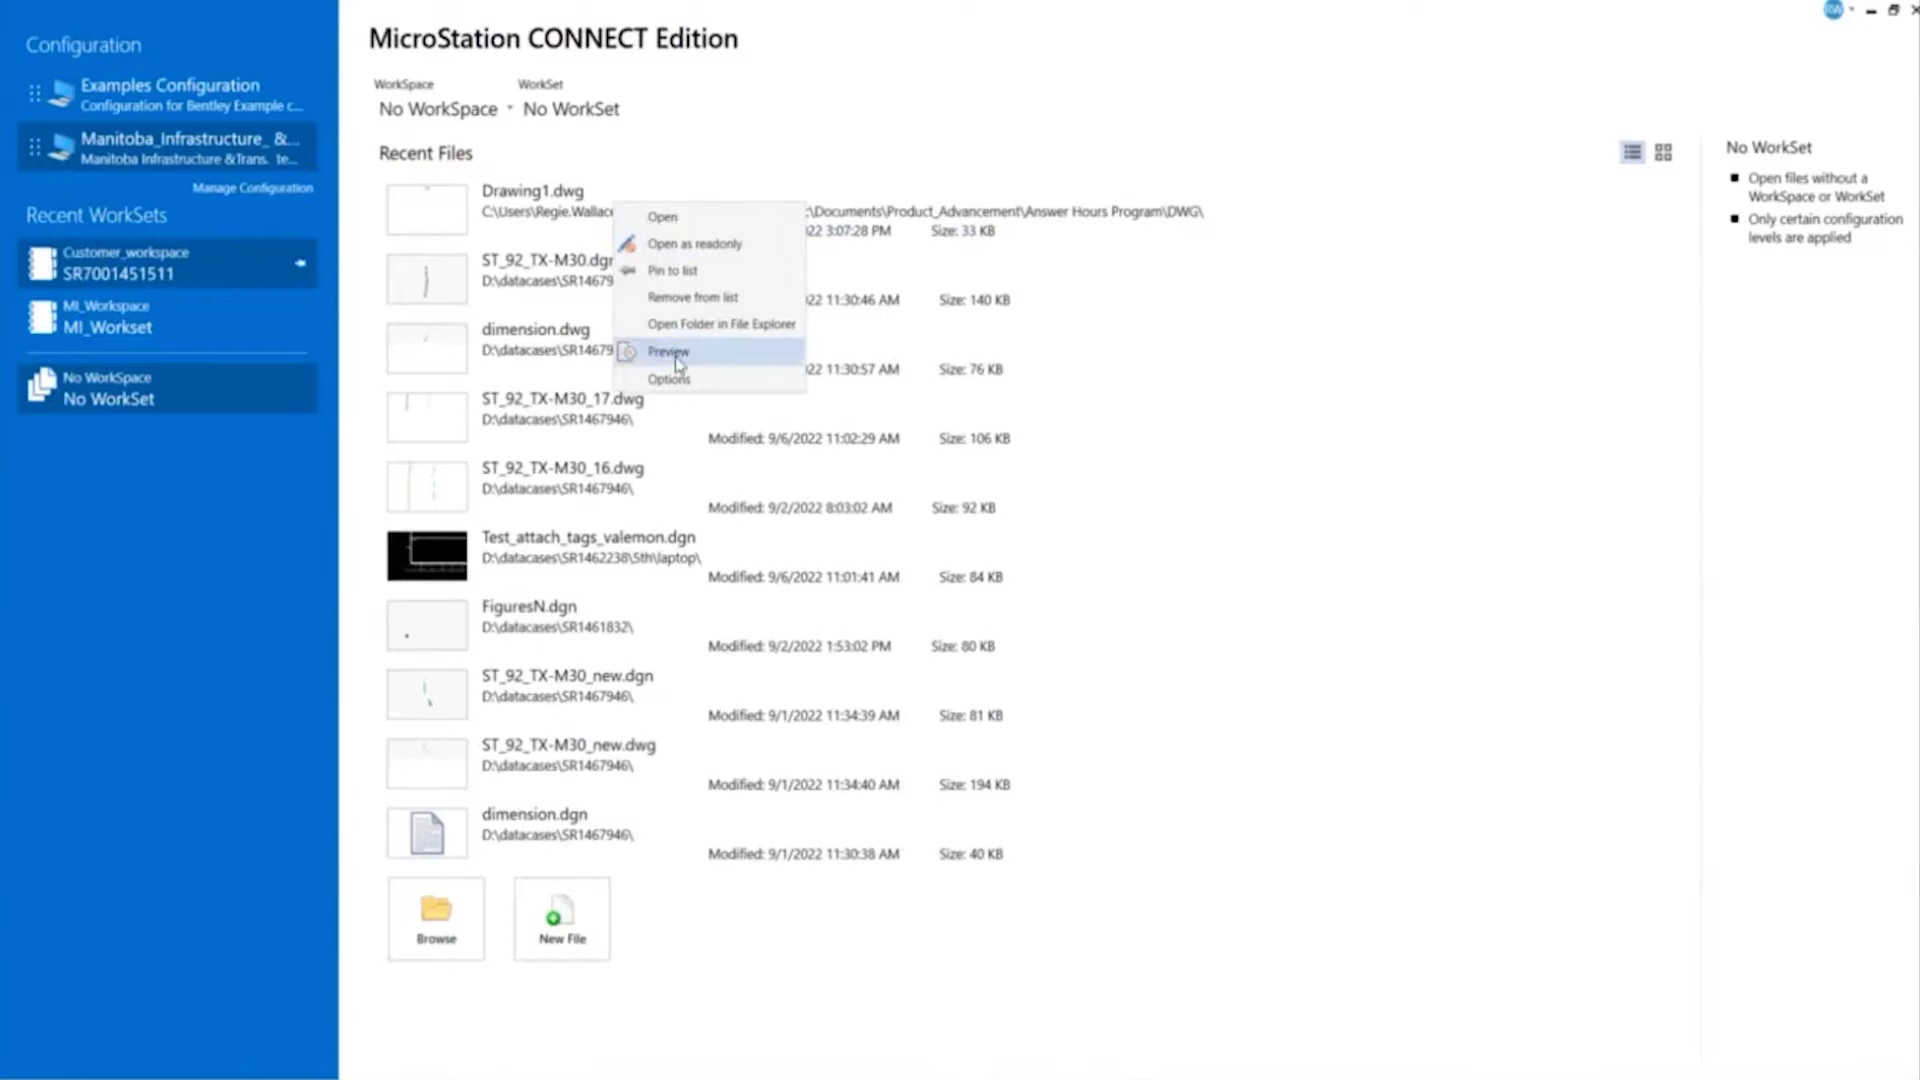 Configuration
Examples Configuration
Configuration for Bentley Example c...
Manitoba_Infrastructure_ &...
Manitoba Infrastructure &Trans. te...
Manage Configuration
Recent WorkSets
Customer_workspace
SR7001451511
MI_Workspace
MI_Workset
No WorkSpace
No WorkSet
MicroStation CONNECT Edition
WorkSpace WorkSet
No WorkSpace No WorkSet
Recent Files
Drawing1.dwg
C:\Users\Regie.Wallace :\Documents\Product_Advancement\Answer Hours Program\DWG\
22 3:07:28 PM Size: 33 KB
ST_92_TX-M30.dgn
D:\datacases\SR14679
22 11:30:46 AM Size: 140 KB
dimension.dwg
D:\datacases\SR14679
22 11:30:57 AM Size: 76 KB
Open
Open as readonly
Pin to list
Remove from list
Open Folder in File Explorer
Preview
Options
ST_92_TX-M30_17.dwg
D:\datacases\SR1467946\
Modified: 9/6/2022 11:02:29 AM Size: 106 KB
ST_92_TX-M30_16.dwg
D:\datacases\SR1467946\
Modified: 9/2/2022 8:03:02 AM Size: 92 KB
Test_attach_tags_valemon.dgn
D:\datacases\SR1462238\5th\laptop\
Modified: 9/6/2022 11:01:41 AM Size: 84 KB
FiguresN.dgn
D:\datacases\SR1461832\
Modified: 9/2/2022 1:53:02 PM Size: 80 KB
ST_92_TX-M30_new.dgn
D:\datacases\SR1467946\
Modified: 9/1/2022 11:34:39 AM Size: 81 KB
ST_92_TX-M30_new.dwg
D:\datacases\SR1467946\
Modified: 9/1/2022 11:34:40 AM Size: 194 KB
dimension.dgn
D:\datacases\SR1467946\
Modified: 9/1/2022 11:30:38 AM Size: 40 KB
Browse
New File
RW
No WorkSet
Open files without a
WorkSpace or WorkSet
Only certain configuration
levels are applied